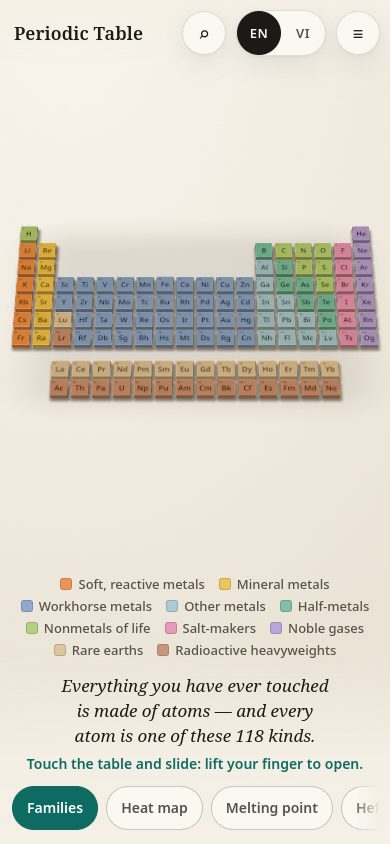 Periodic Table
EN VI
H He
Li Be B C N O F Ne
Na Mg Al Si P S Cl Ar
K Ca Sc Ti V Cr Mn Fe Co Ni Cu Zn Ga Ge As Se Br Kr
Rb Sr Y Zr Nb Mo Tc Ru Rh Pd Ag Cd In Sn Sb Te I Xe
Cs Ba Lu Hf Ta W Re Os Ir Pt Au Hg Tl Pb Bi Po At Rn
Fr Ra Lr Rf Db Sg Bh Hs Mt Ds Rg Cn Nh Fl Mc Lv Ts Og
La Ce Pr Nd Pm Sm Eu Gd Tb Dy Ho Er Tm Yb
Ac Th Pa U Np Pu Am Cm Bk Cf Es Fm Md No
Soft, reactive metals Mineral metals
Workhorse metals Other metals Half-metals
Nonmetals of life Salt-makers Noble gases
Rare earths Radioactive heavyweights
Everything you have ever touched
is made of atoms — and every
atom is one of these 118 kinds.
Touch the table and slide: lift your finger to open.
Families Heat map Melting point